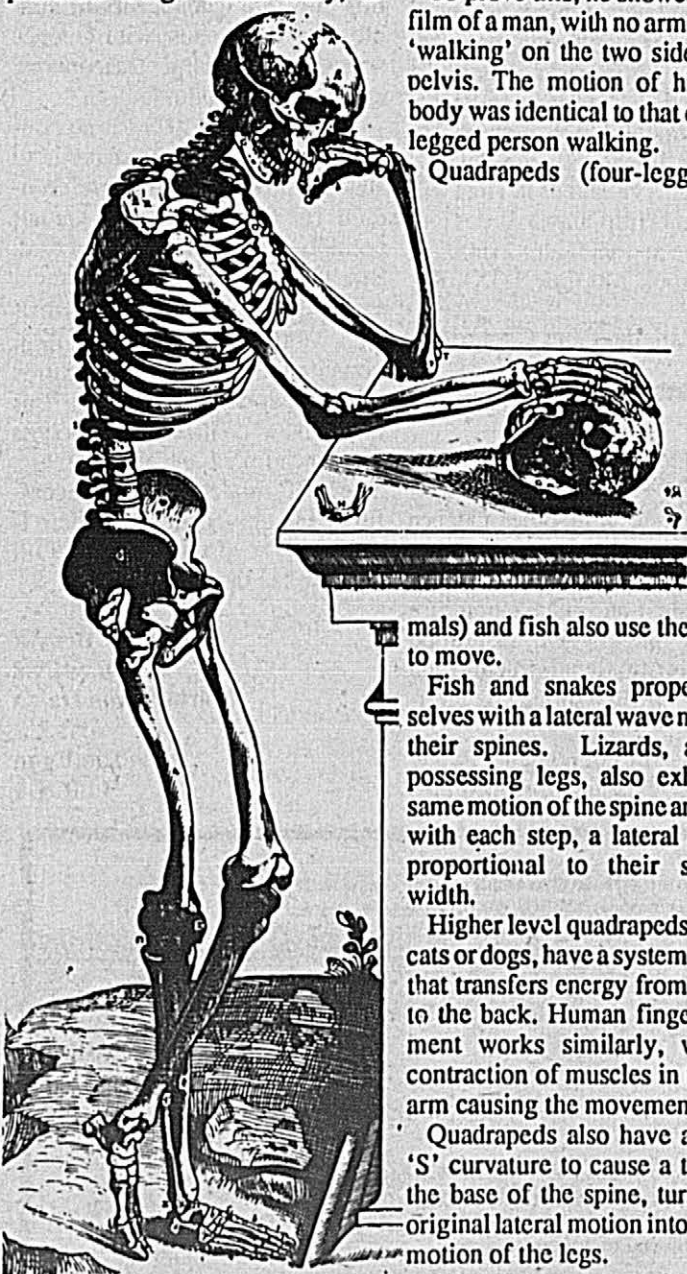 film of a man, with no arm
'walking' on the two side
pelvis. The motion of h
body was identical to that
legged person walking.
Quadrapeds (four-legg
mals) and fish also use the
to move.
Fish and snakes prope
selves with a lateral wave
their spines. Lizards, a
possessing legs, also exh
same motion of the spine
with each step, a lateral
proportional to their s
width.
Higher level quadrapeds
cats or dogs, have a system
that transfers energy from
to the back. Human finge
ment works similarly,
contraction of muscles in
arm causing the movemen
Quadrapeds also have a
'S' curvature to cause a t
the base of the spine, tur
original lateral motion into
motion of the legs.